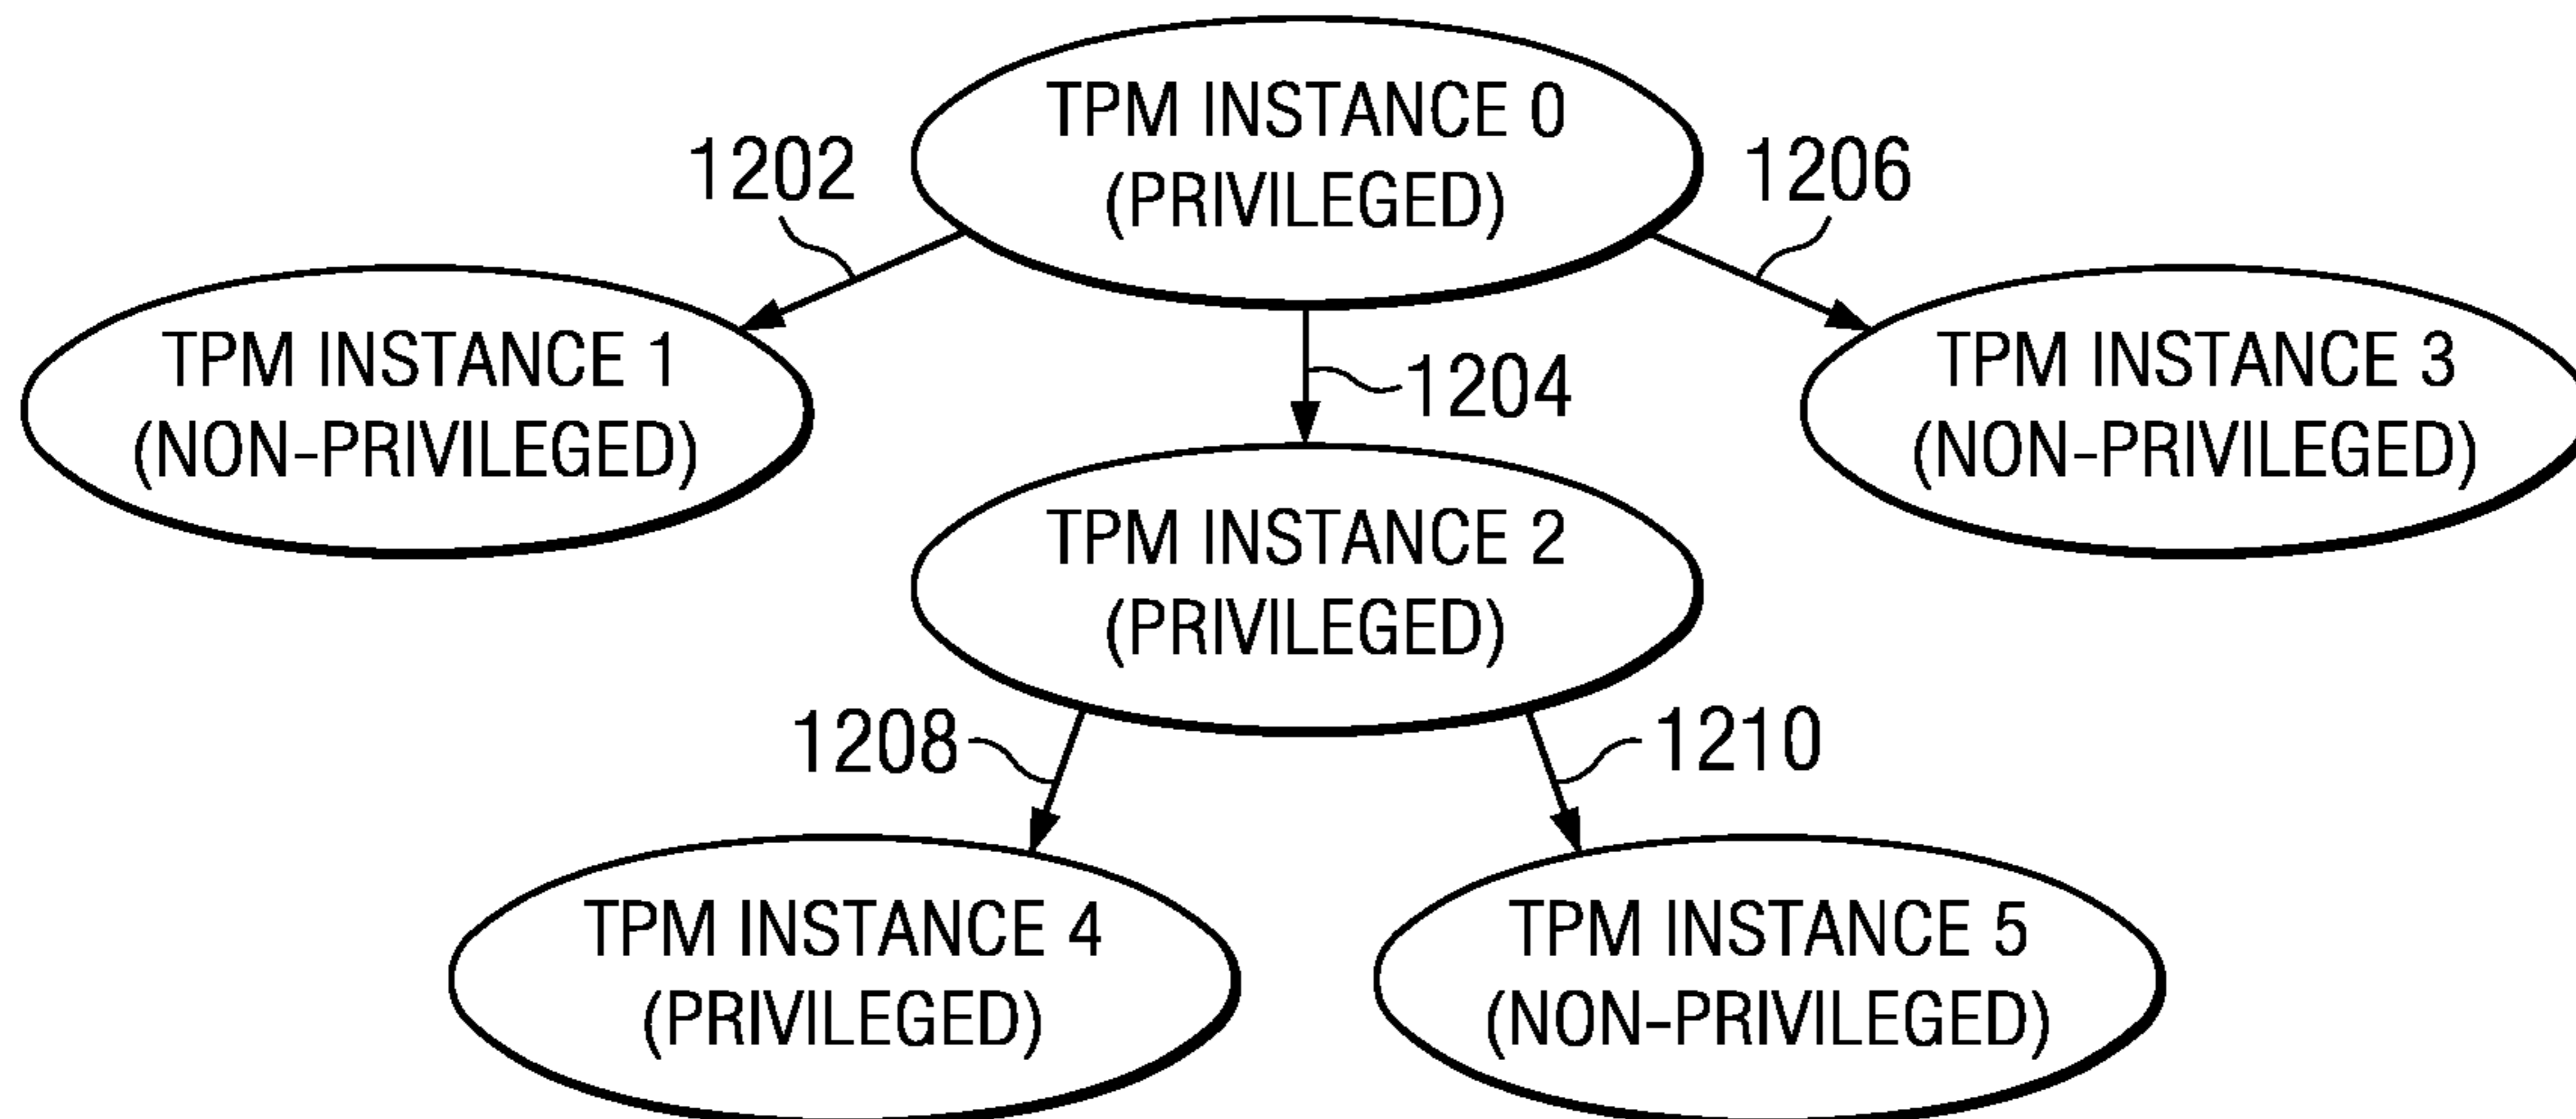 TPM INSTANCE 0
(PRIVILEGED)
1202
1206
TPM INSTANCE 1
(NON-PRIVILEGED)
1204
TPM INSTANCE 3
(NON-PRIVILEGED)
TPM INSTANCE 2
(PRIVILEGED)
1208
1210
TPM INSTANCE 4
(PRIVILEGED)
TPM INSTANCE 5
(NON-PRIVILEGED)